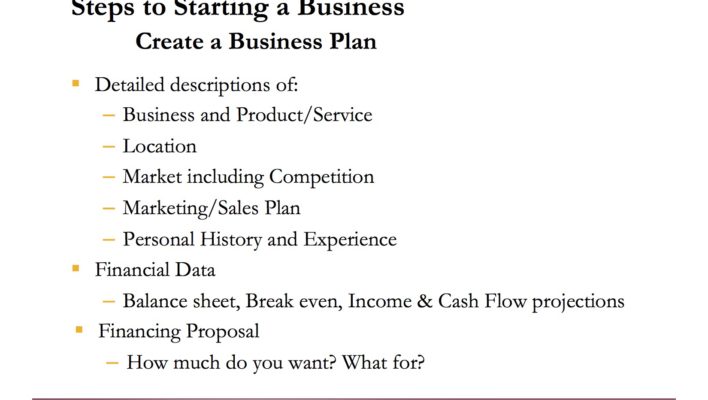 Steps to Starting a Business
Create a Business Plan
▪ Detailed descriptions of:
– Business and Product/Service
– Location
– Market including Competition
– Marketing/Sales Plan
– Personal History and Experience
▪ Financial Data
– Balance sheet, Break even, Income & Cash Flow projections
▪ Financing Proposal
– How much do you want? What for?